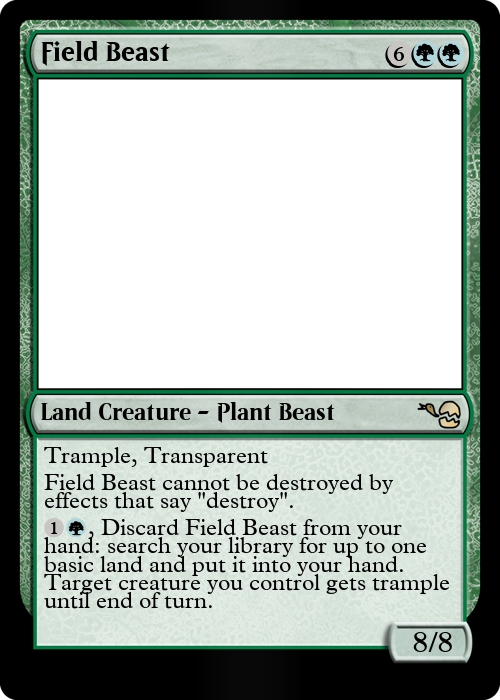 Field Beast 6
Land Creature – Plant Beast
Trample, Transparent
Field Beast cannot be destroyed by
effects that say "destroy".
1 , Discard Field Beast from your
hand: search your library for up to one
basic land and put it into your hand.
Target creature you control gets trample
until end of turn.
8/8